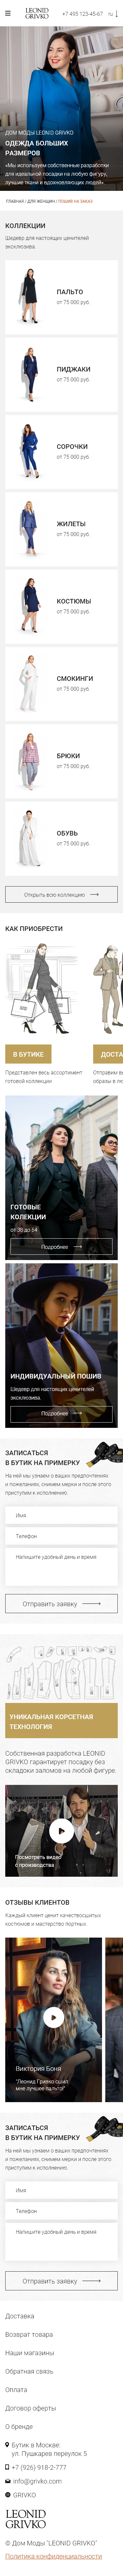 LEONID
GRIVKO
+7 495 123-45-67
ru
ДОМ МОДЫ LEONID GRIVKO
ОДЕЖДА БОЛЬШИХ
РАЗМЕРОВ
«Мы используем собственные разработки
для идеальной посадки на любую фигуру,
лучшие ткани и вдохновляющих людей»
ГЛАВНАЯ / ДЛЯ ЖЕНЩИН / ПОШИВ НА ЗАКАЗ
КОЛЛЕКЦИИ
Шедевр для настоящих ценителей
эксклюзива.
ПАЛЬТО
от 75 000 руб.
ПИДЖАКИ
от 75 000 руб.
СОРОЧКИ
от 75 000 руб.
ЖИЛЕТЫ
от 75 000 руб.
КОСТЮМЫ
от 75 000 руб.
СМОКИНГИ
от 75 000 руб.
БРЮКИ
от 75 000 руб.
ОБУВЬ
от 75 000 руб.
Открыть всю коллекцию
КАК ПРИОБРЕСТИ
В БУТИКЕ
ДОСТА
Представлен весь ассортимент
готовой коллекции
Отправим в
образы в лю
ГОТОВЫЕ
КОЛЕКЦИИ
от 36 до 54
Подробнее
ИНДИВИДУАЛЬНЫЙ ПОШИВ
Шедевр для настоящих ценителей
эксклюзива.
Подробнее
ЗАПИСАТЬСЯ
В БУТИК НА ПРИМЕРКУ
На ней мы узнаем о ваших предпочтениях
и пожеланиях, снимем мерки и после этого
приступим к исполнению.
Имя
Телефон
Напишите удобный день и время
Отправить заявку
УНИКАЛЬНАЯ КОРСЕТНАЯ
ТЕХНОЛОГИЯ
Собственная разработка LEONID
GRIVKO гарантирует посадку без
складок и заломов на любой фигуре.
Посмотреть видео
с производства
ОТЗЫВЫ КЛИЕНТОВ
Каждый клиент ценит качество сшитых
костюмов и мастерство портных.
Виктория Боня
"Леонид Гривко сшил
мне лучшее пальто!"
ЗАПИСАТЬСЯ
В БУТИК НА ПРИМЕРКУ
На ней мы узнаем о ваших предпочтениях
и пожеланиях, снимем мерки и после этого
приступим к исполнению.
Имя
Телефон
Напишите удобный день и время
Отправить заявку
Доставка
Возврат товара
Наши магазины
Обратная связь
Оплата
Договор оферты
О бренде
Бутик в Москве:
ул. Пушкарев переулок 5
+7 (926) 918-2-777
info@grivko.com
GRIVKO
LEONID
GRIVKO
© Дом Моды "LEONID GRIVKO"
Политика конфиденциальности